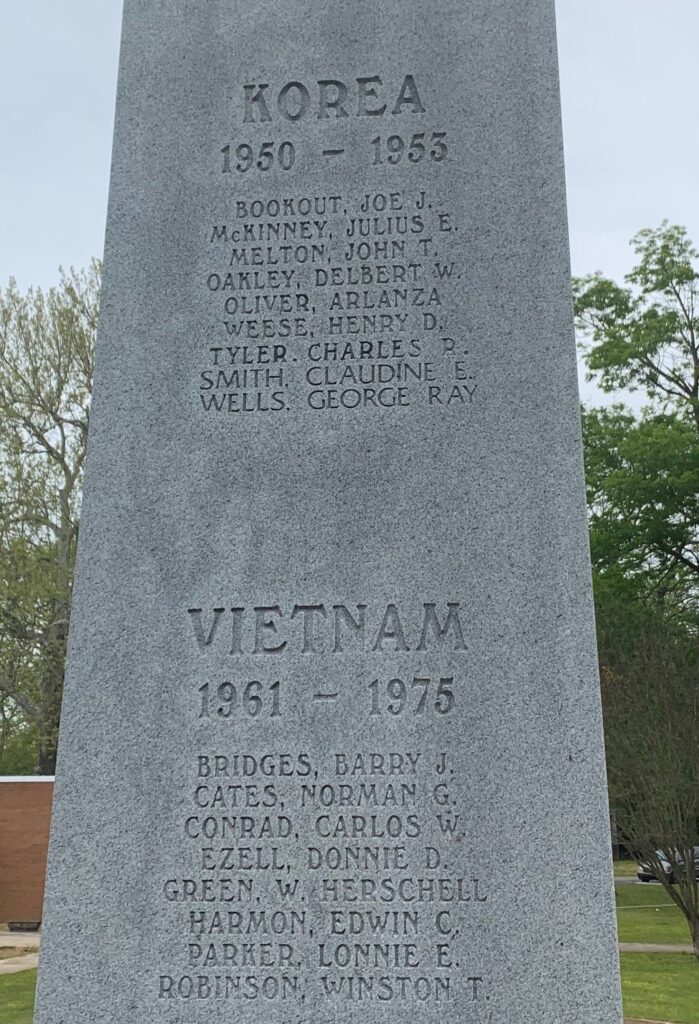 KOREA
1950 – 1953
BOOKOUT, JOE J.
McKINNEY, JULIUS E.
MELTON, JOHN T.
OAKLEY, DELBERT W.
OLIVER, ARLANZA
WEESE, HENRY D.
TYLER. CHARLES R.
SMITH. CLAUDINE E.
WELLS. GEORGE RAY
VIETNAM
1961 – 1975
BRIDGES, BARRY J.
CATES, NORMAN G.
CONRAD, CARLOS W.
EZELL, DONNIE D.
GREEN, W. HERSCHELL
HARMON, EDWIN C.
PARKER, LONNIE E.
ROBINSON, WINSTON T.